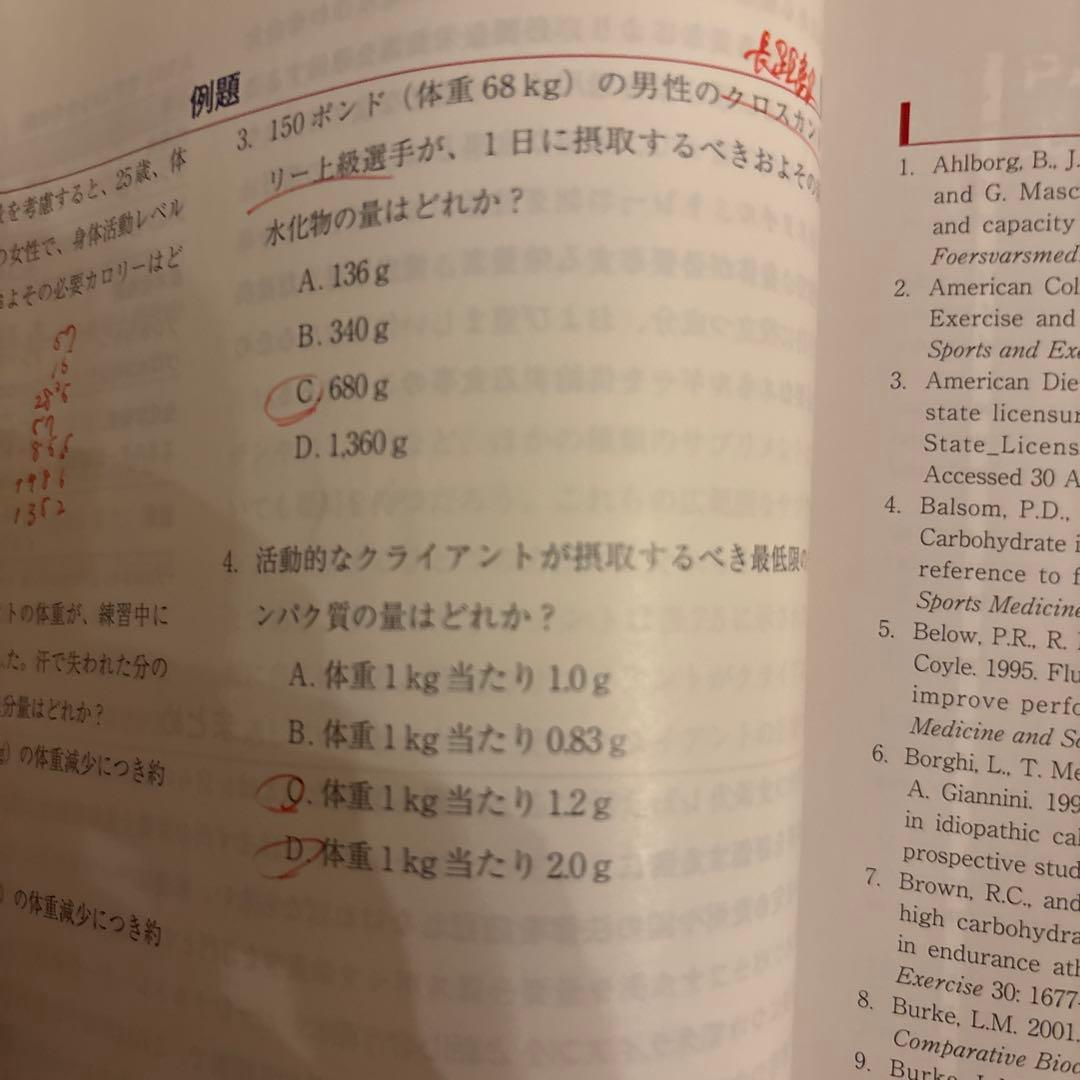 例題
を考慮すると、25歳、体
の女性で、身体活動レベル
およその必要カロリーはど
57
16
57
866
1986
1352
トの体重が、練習中に
した。汗で失われた分の
分量はどれか?
の体重減少につき約
の体重減少につき約
長距離
3. 150ポンド(体重68kg)の男性のクロスカン
リー上級選手が、1日に摂取するべきおよその
水化物の量はどれか?
A. 136g
B. 340g
C. 680g
D. 1,360g
4. 活動的なクライアントが摂取するべき最低限の
ンパク質の量はどれか?
A. 体重1kg当たり1.0g
B. 体重1kg当たり0.83g
C. 体重1kg当たり1.2g
D. 体重1kg当たり2.0g
1. Ahlborg, B., J.
and G. Masc
and capacity
Foersvarsmed
2. American Col
Exercise and
Sports and Exe
3. American Die
state licensur
State_Licens
Accessed 30 A
4. Balsom, P.D.,
Carbohydrate i
reference to f
Sports Medicine
5. Below, P.R., R.
Coyle. 1995. Flu
improve perfo
Medicine and Sc
6. Borghi, L., T. Me
A. Giannini. 199
in idiopathic cal
prospective stud
7. Brown, R.C., and
high carbohydra
in endurance ath
Exercise 30: 1677-
8. Burke, L.M. 2001.
Comparative Bioc
9. Burke